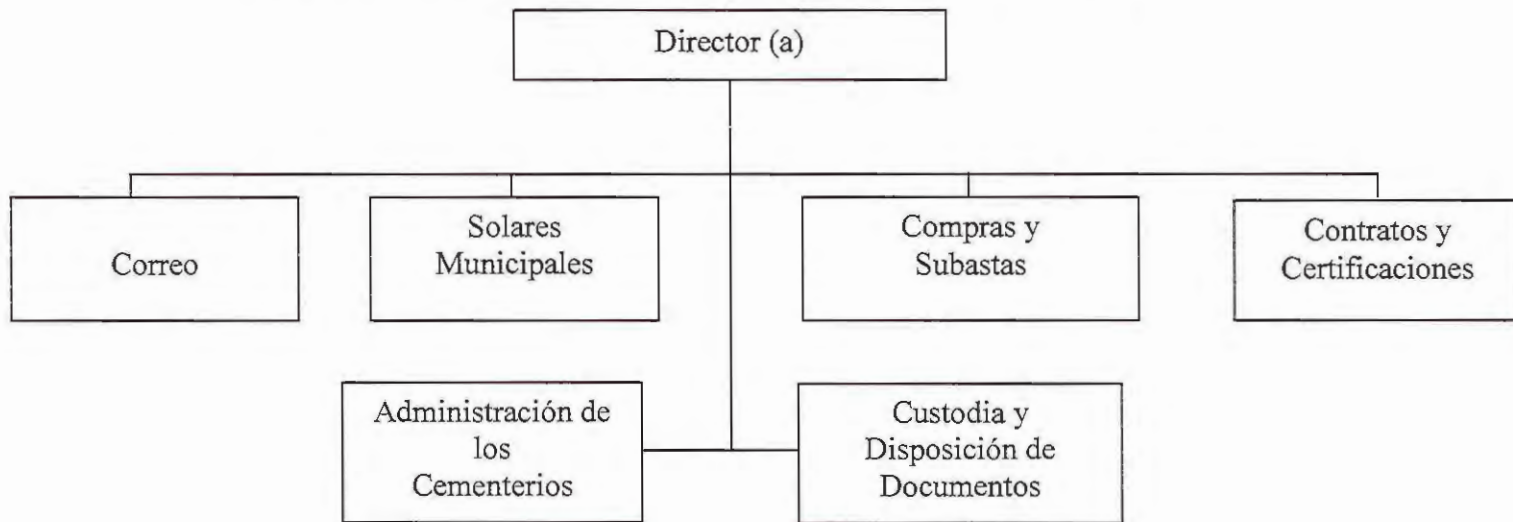 Director (a)
Correo
Solares
Municipales
Compras y
Subastas
Contratos y
Certificaciones
Administración de
los
Cementerios
Custodia y
Disposición de
Documentos